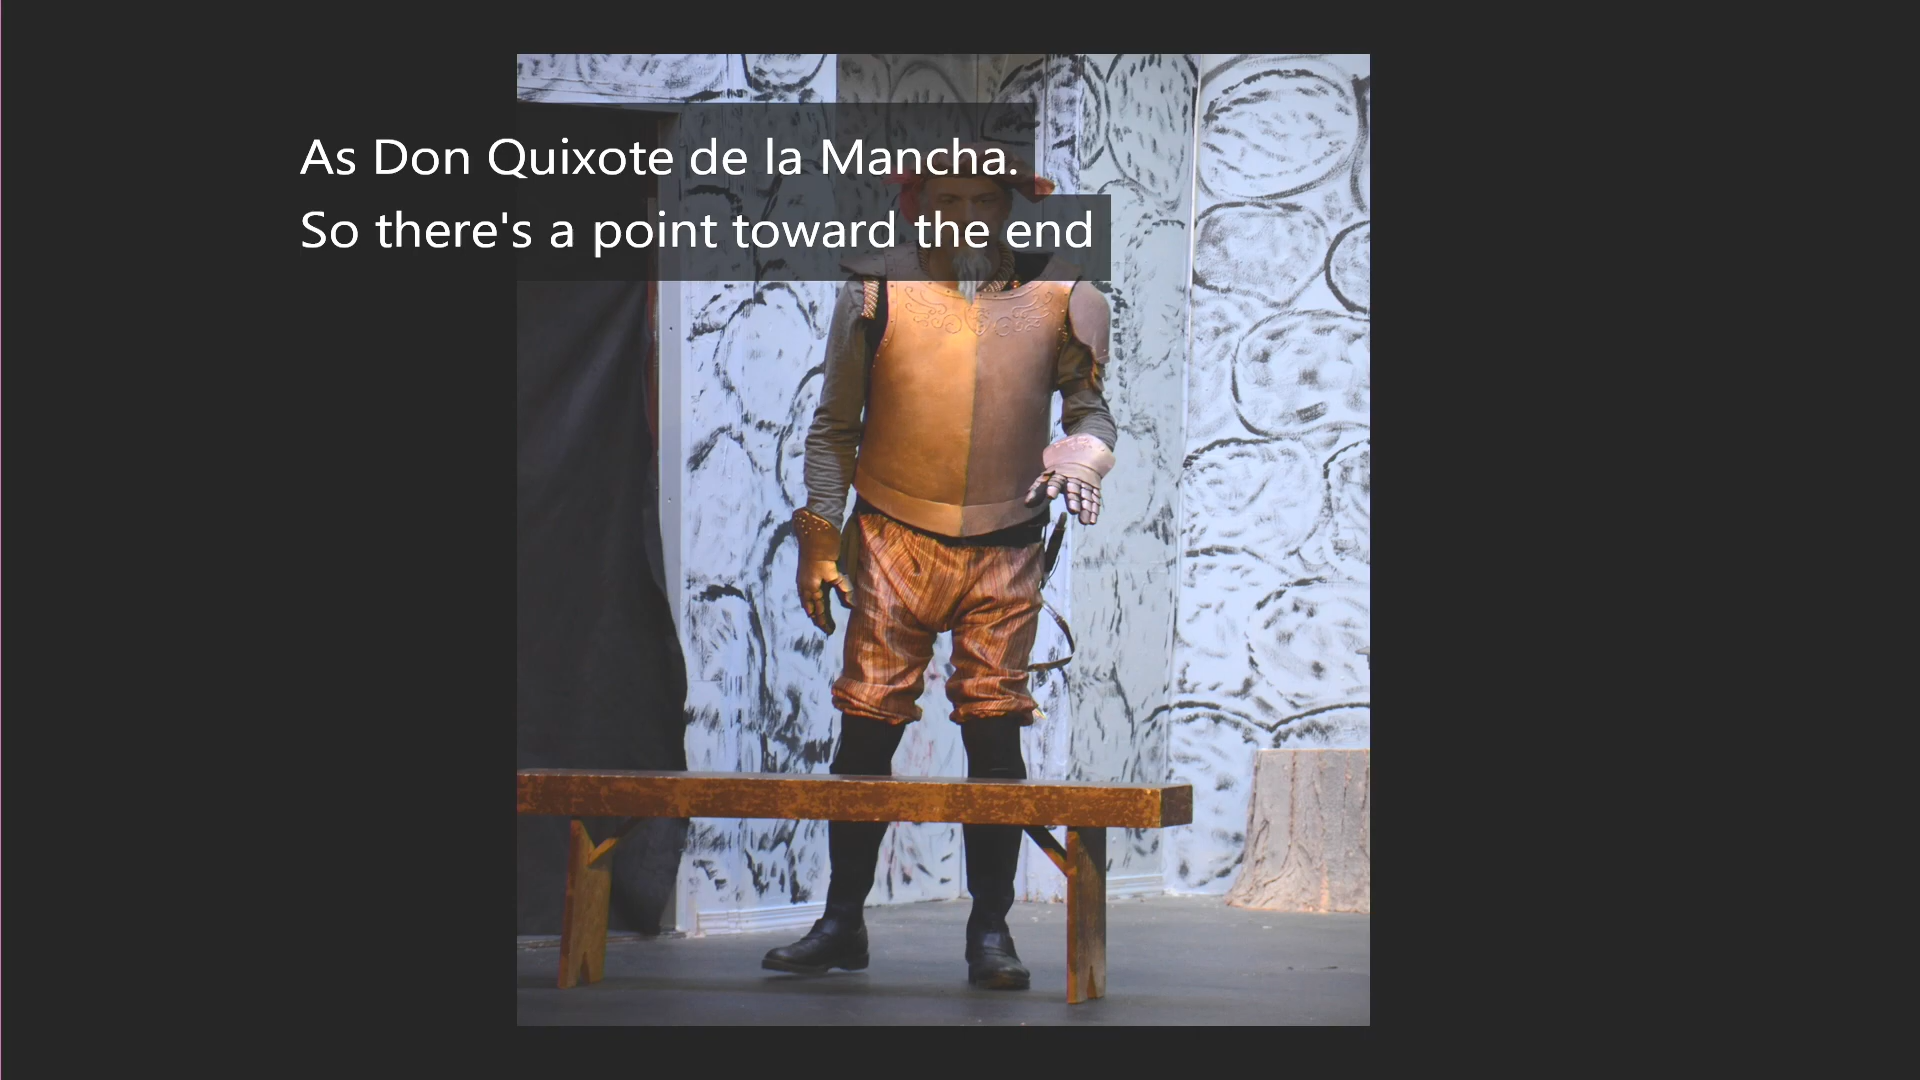 As Don Quixote de la Mancha.
So there's a point toward the end